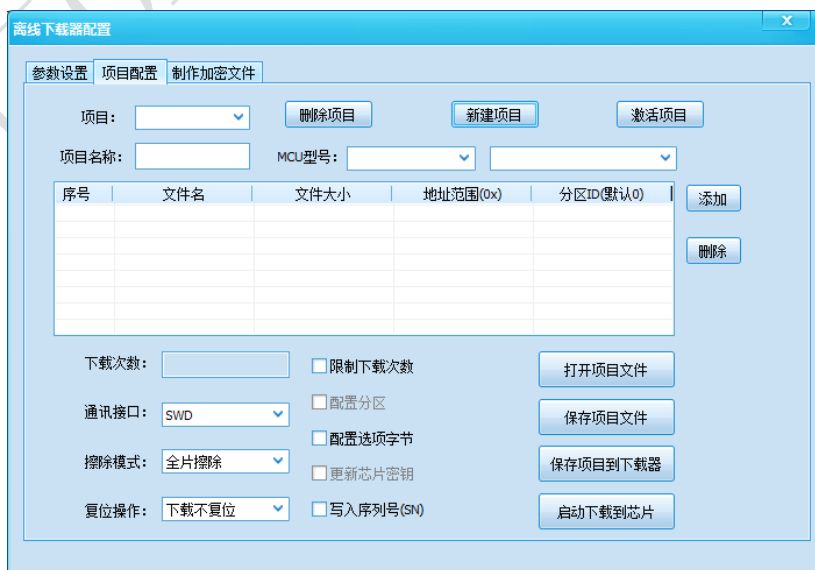 离线下载器配置
x
参数设置 项目配置 制作加密文件
项目: 删除项目 新建项目 激活项目
项目名称: MCU型号:
序号 文件名 文件大小 地址范围(0x) 分区ID(默认0) 添加
删除
下载次数: 限制下载次数 打开项目文件
配置分区
通讯接口: SWD 保存项目文件
配置选项字节
擦除模式: 全片擦除 保存项目到下载器
更新芯片密钥
复位操作: 下载不复位 写入序列号(SN) 启动下载到芯片